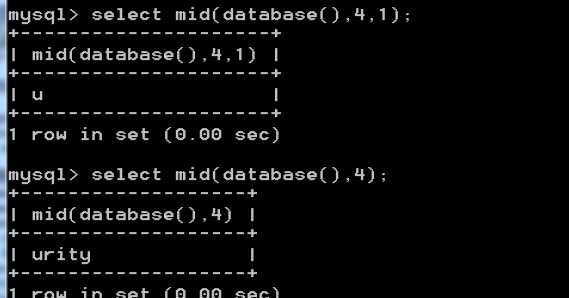 mysql> select mid(database(),4,1);
+---------------------+
| mid(database(),4,1) |
+---------------------+
| u                   |
+---------------------+
1 row in set (0.00 sec)
mysql> select mid(database(),4);
+-------------------+
| mid(database(),4) |
+-------------------+
| urity             |
+-------------------+
1 row in set (0.00 sec)